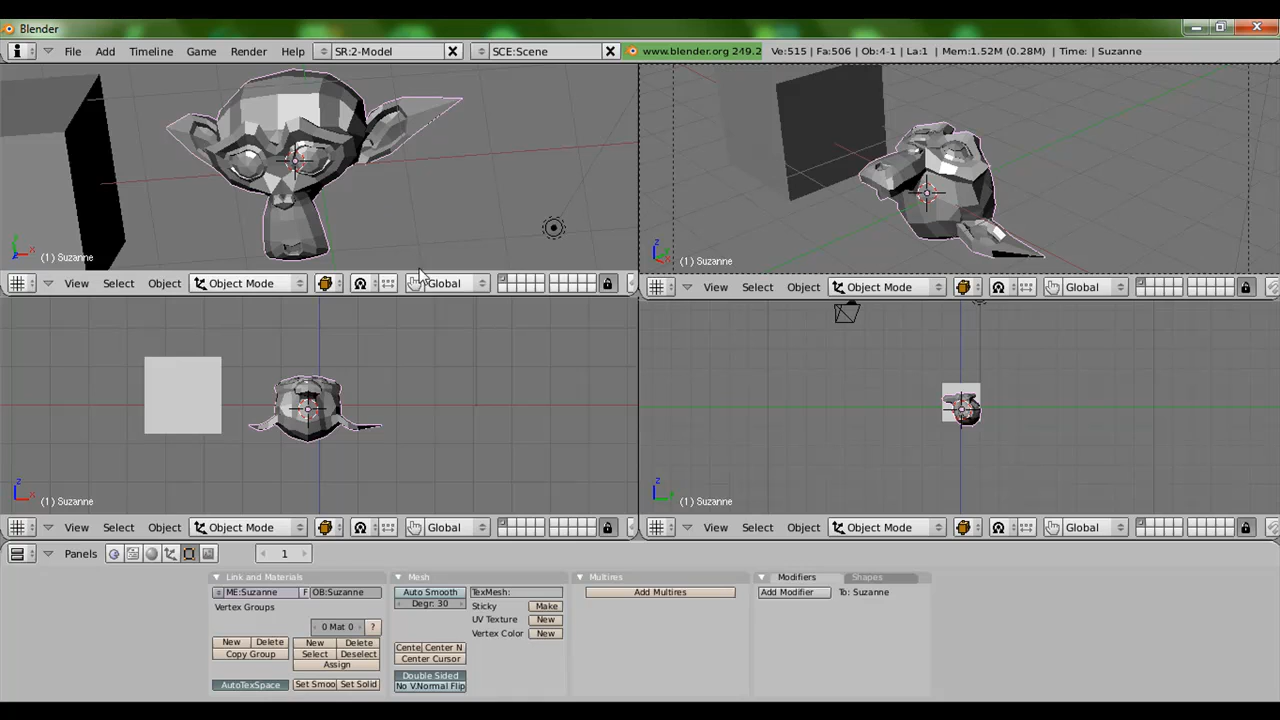 Blender
File Add Timeline Game Render Help SR:2-Model SCE:Scene www.blender.org 249.2 Ve:515 | Fa:506 | Ob:4-1 | La:1 | Mem:1.52M (0.28M) | Time: | Suzanne
(1) Suzanne
(1) Suzanne
View Select Object Object Mode Global
View Select Object Object Mode Global
(1) Suzanne
(1) Suzanne
View Select Object Object Mode Global
View Select Object Object Mode Global
Panels 1
Link and Materials Mesh Multires Modifiers Shapes
ME:Suzanne F OB:Suzanne Auto Smooth TexMesh: Add Multires Add Modifier To: Suzanne
Vertex Groups Degr: 30 Sticky Make
UV Texture New
0 Mat 0 ? Vertex Color New
New Delete New Delete Cente Center N
Copy Group Select Deselect Center Cursor
Assign
Double Sided
AutoTexSpace Set Smoo Set Solid No V.Normal Flip
x
z
x
z
y